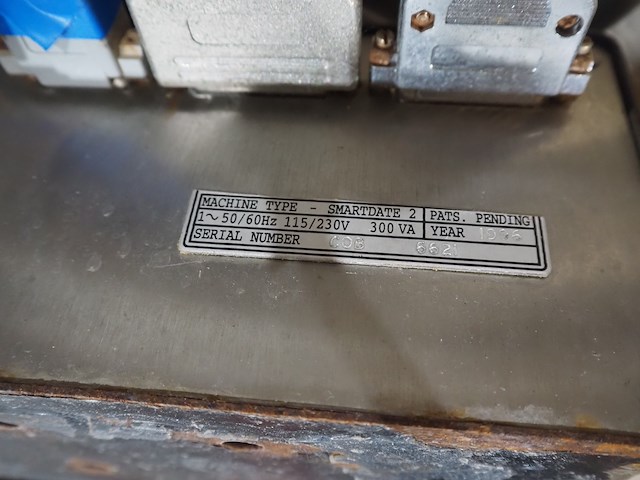 MACHINE TYPE - SMARTDATE 2 PATS. PENDING
1~ 50/60Hz 115/230V 300 VA YEAR
SERIAL NUMBER